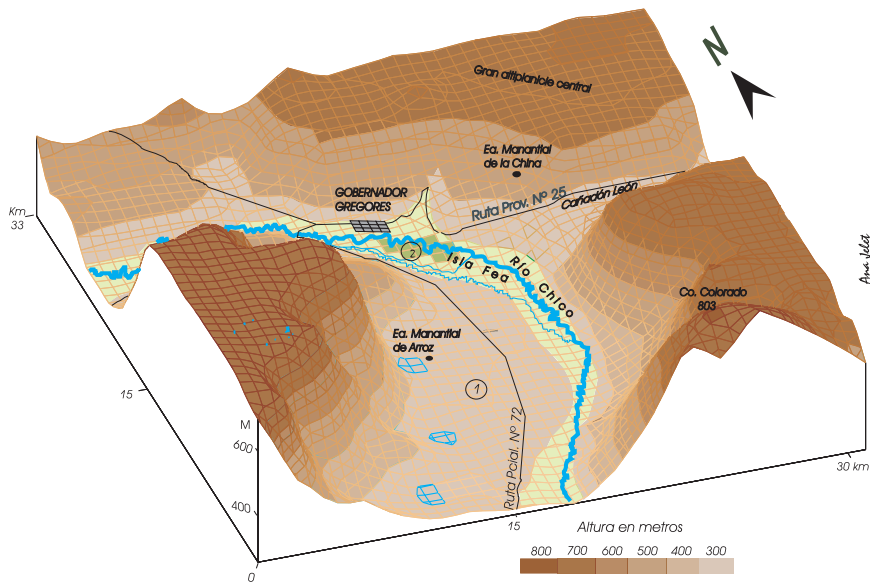 N
Gran altiplanicie central
Ea. Manantial
de la China
GOBERNADOR
GREGORES
Ruta Prov. Nº 25
Cañadón León
Km
33
2
Isla Fea
Río
Chico
Ana Jelet
Co. Colorado
803
Ea. Manantial
de Arroz
1
15
M
600
400
0
Ruta Pcial. Nº 72
15
30 km
Altura en metros
800 700 600 500 400 300